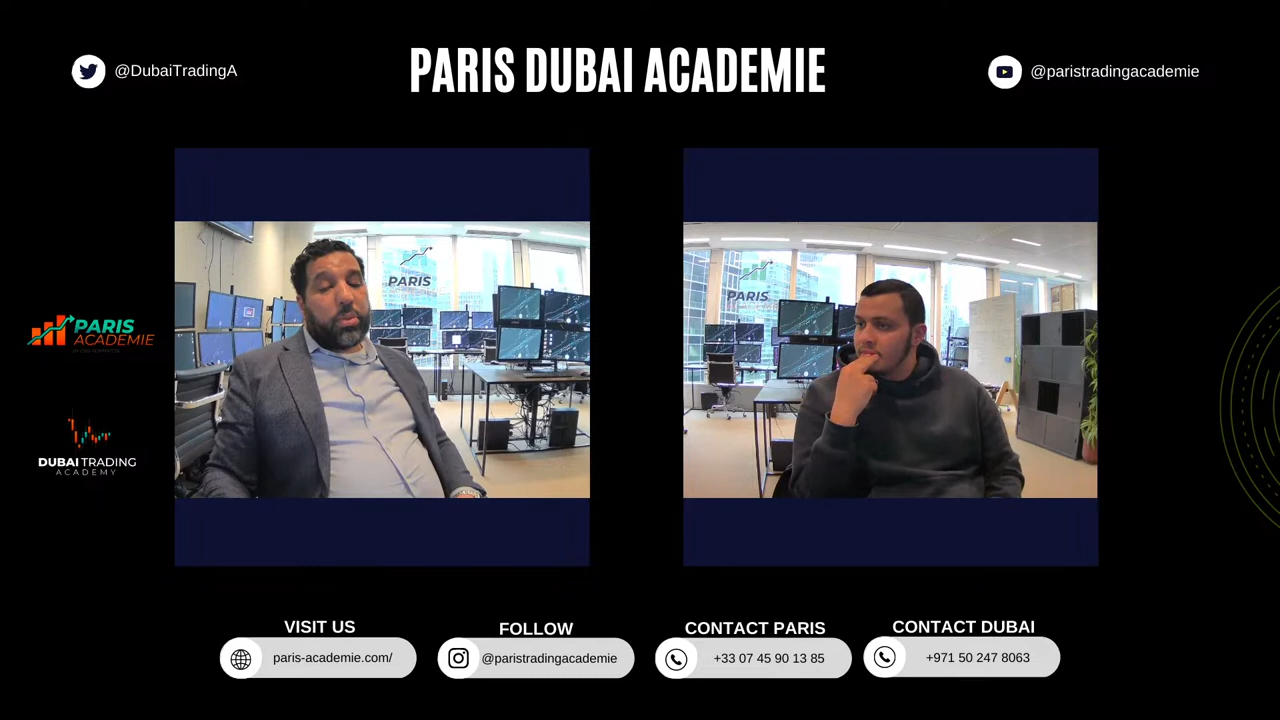 @DubaiTradingA
PARIS DUBAI ACADEMIE
@paristradingacademie
PARIS
PARIS
PARIS
ACADEMIE
DUBAI TRADING
ACADEMY
VISIT US
FOLLOW
CONTACT PARIS
CONTACT DUBAI
paris-academie.com/
@paristradingacademie
+33 07 45 90 13 85
+971 50 247 8063